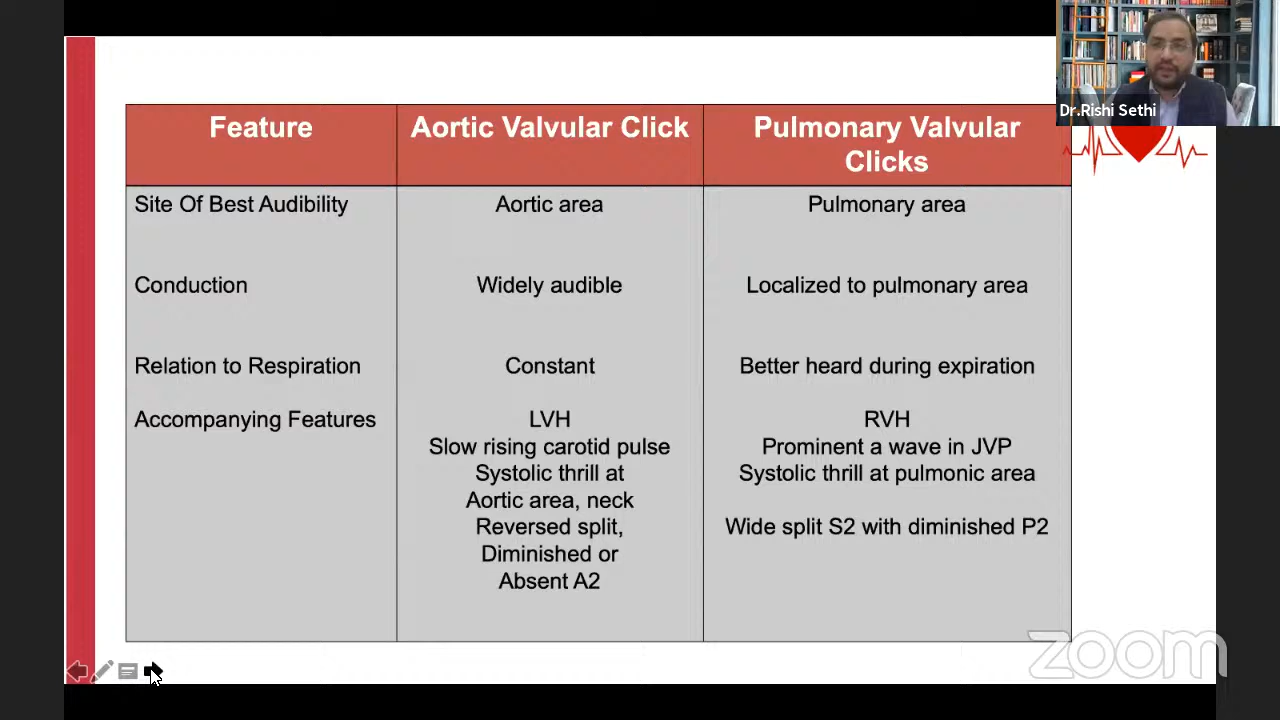 Dr.Rishi Sethi
Feature
Aortic Valvular Click
Pulmonary Valvular
Clicks
Site Of Best Audibility
Aortic area
Pulmonary area
Conduction
Widely audible
Localized to pulmonary area
Relation to Respiration
Constant
Better heard during expiration
Accompanying Features
LVH
Slow rising carotid pulse
Systolic thrill at
Aortic area, neck
Reversed split,
Diminished or
Absent A2
RVH
Prominent a wave in JVP
Systolic thrill at pulmonic area
Wide split S2 with diminished P2
zoom